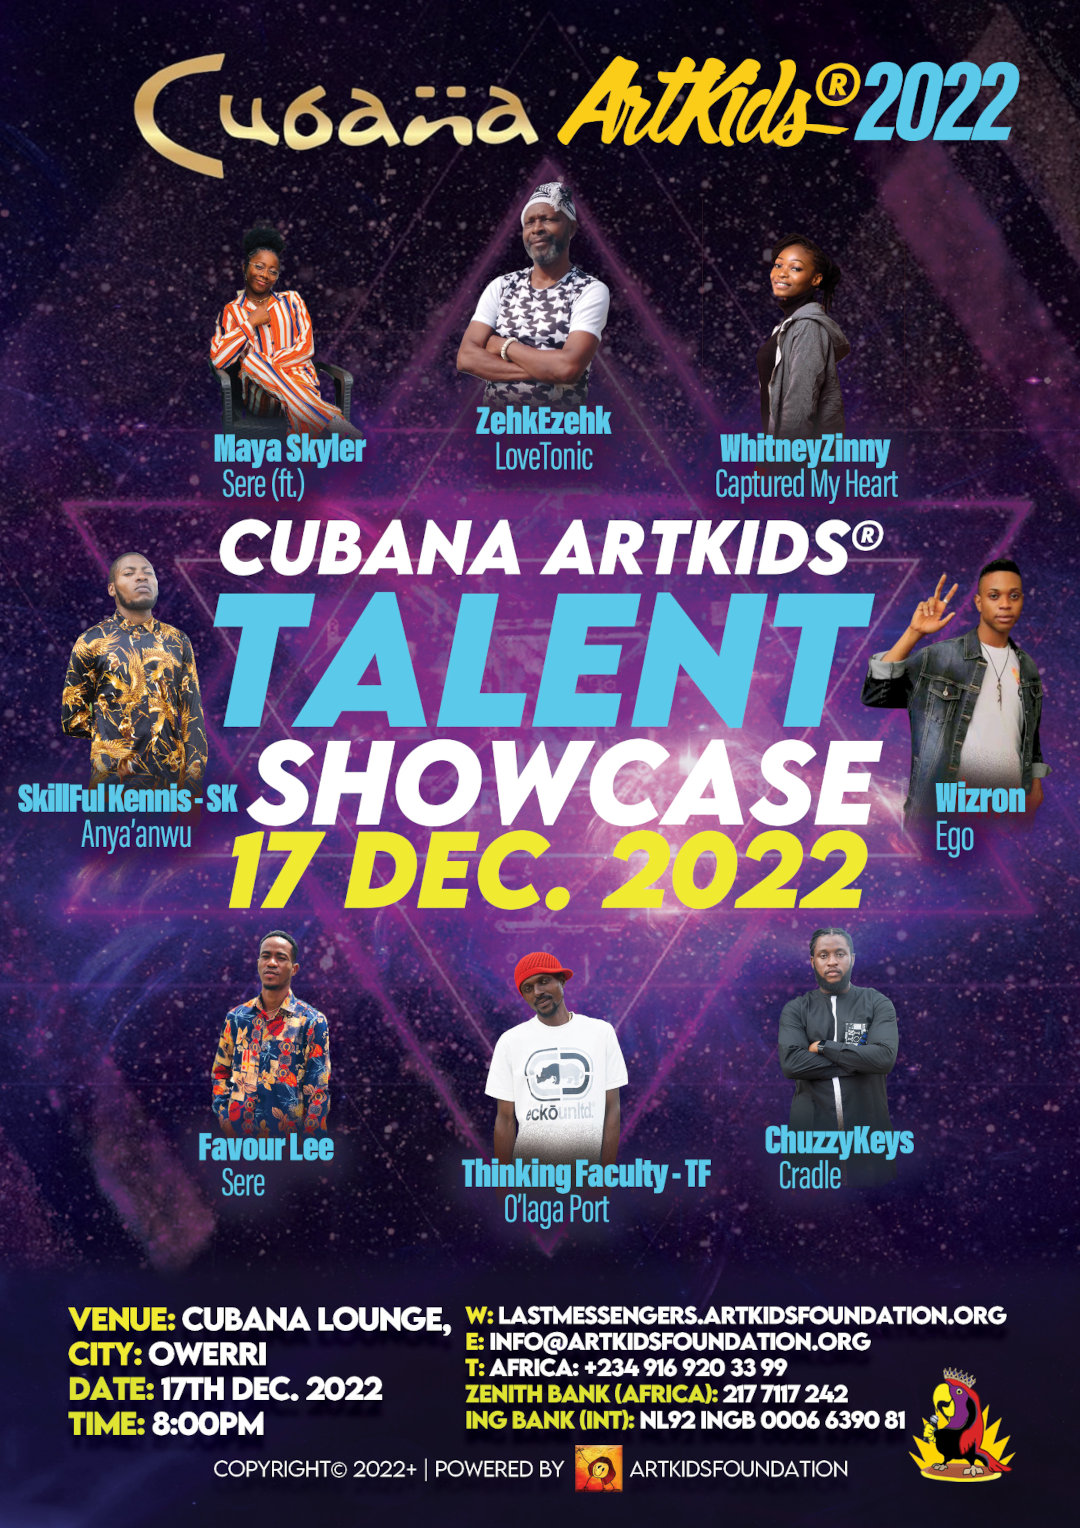 Cubana ArtKids® 2022
ZehkEzehk
LoveTonic
Maya Skyler
Sere (ft.)
WhitneyZinny
Captured My Heart
CUBANA ARTKIDS®
TALENT
SHOWCASE
17 DEC. 2022
SkillFul Kennis - SK
Anya'anwu
Wizron
Ego
Favour Lee
Sere
eckōunltd.
Thinking Faculty - TF
O'laga Port
ChuzzyKeys
Cradle
VENUE: CUBANA LOUNGE,
CITY: OWERRI
DATE: 17TH DEC. 2022
TIME: 8:00PM
W: LASTMESSENGERS.ARTKIDSFOUNDATION.ORG
E: INFO@ARTKIDSFOUNDATION.ORG
T: AFRICA: +234 916 920 33 99
ZENITH BANK (AFRICA): 217 7117 242
ING BANK (INT): NL92 INGB 0006 6390 81
COPYRIGHT© 2022+ | POWERED BY ARTKIDSFOUNDATION